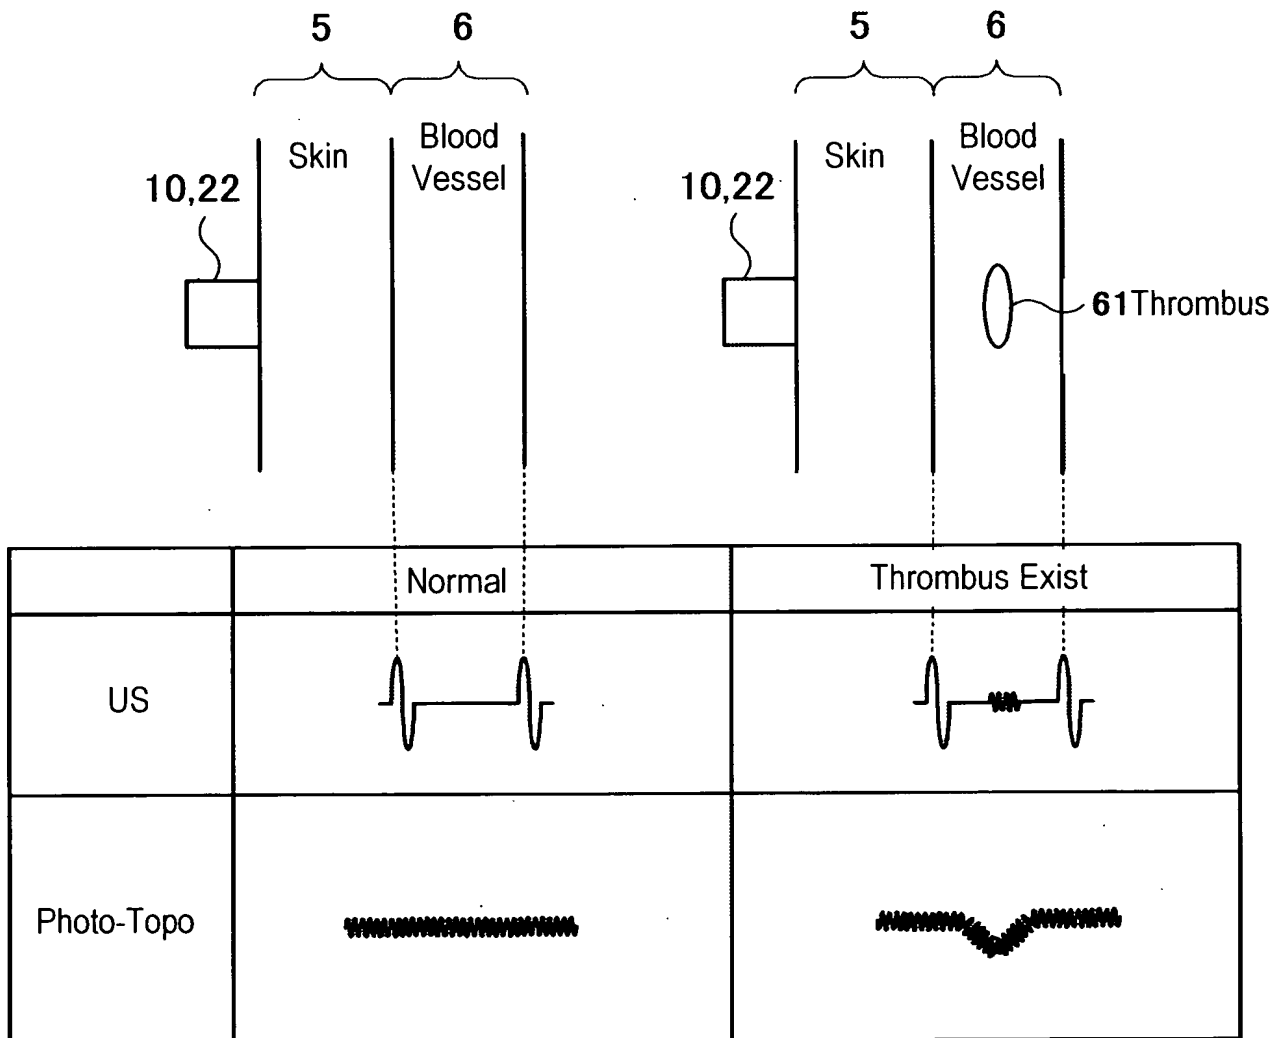 5 6 5 6
Skin Blood Vessel Skin Blood Vessel
10,22 10,22
61Thrombus
Normal Thrombus Exist
US
Photo-Topo